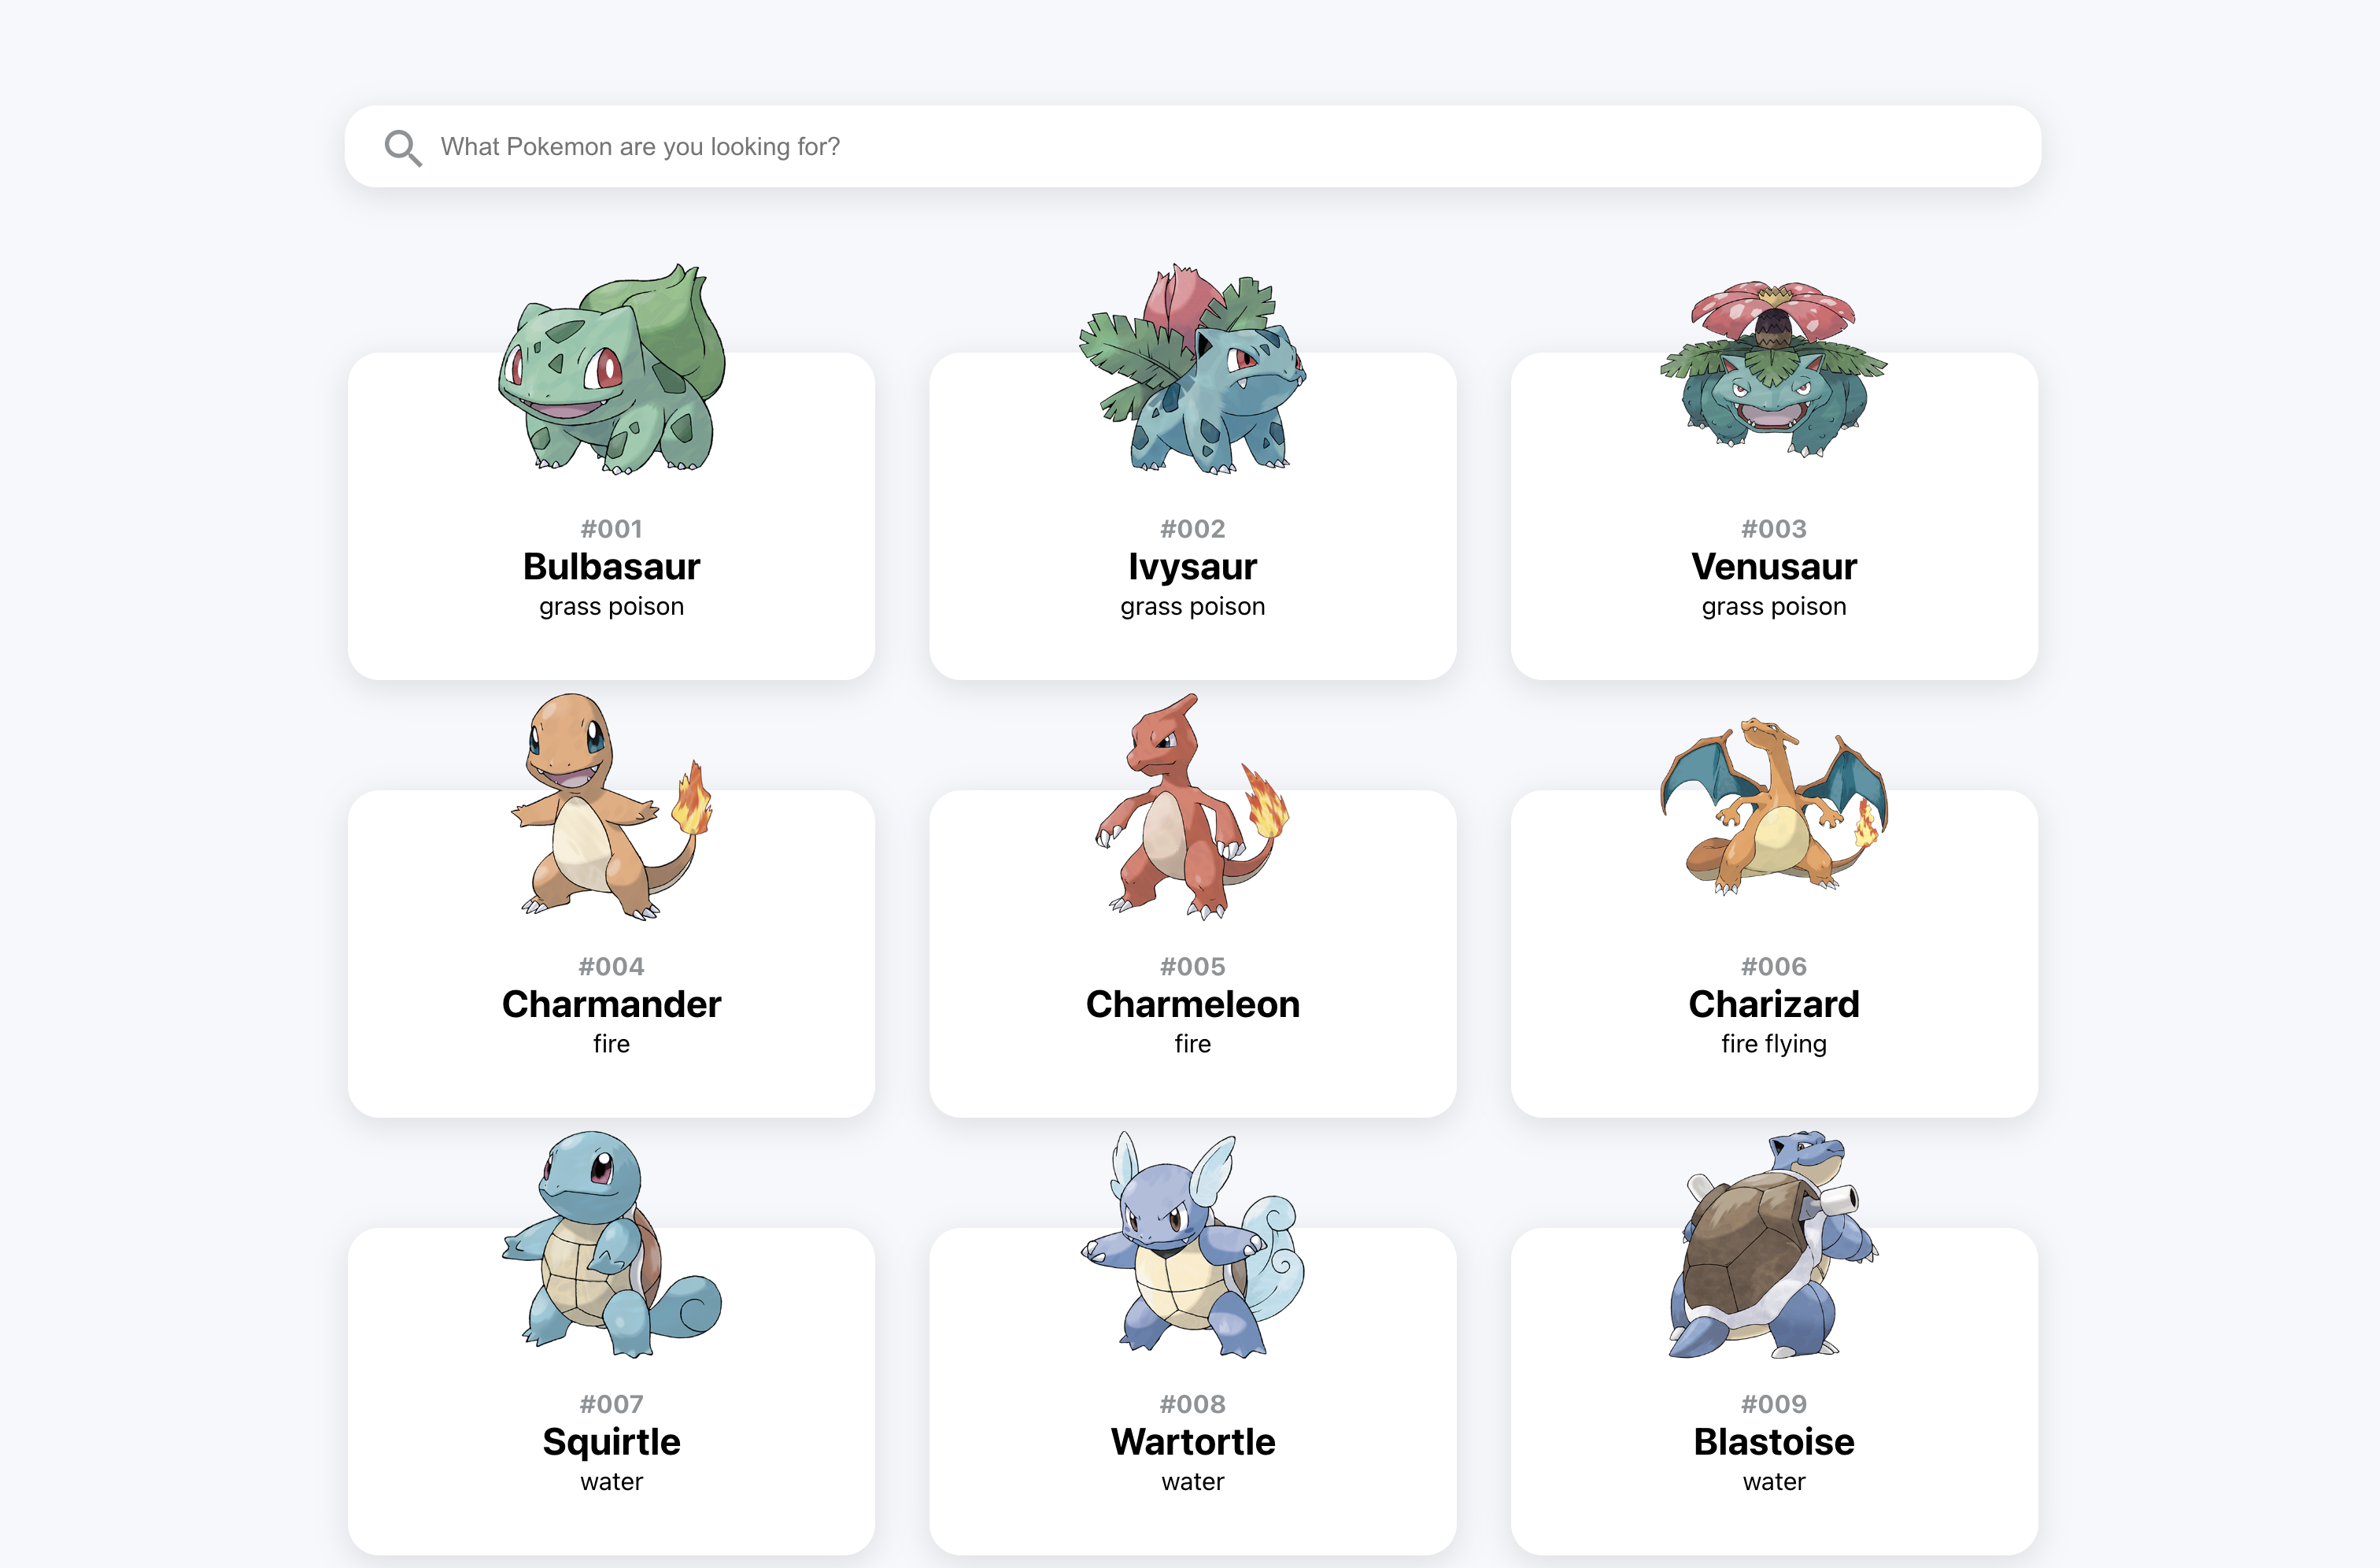 What Pokemon are you looking for?
#001
Bulbasaur
grass poison
#002
Ivysaur
grass poison
#003
Venusaur
grass poison
#004
Charmander
fire
#005
Charmeleon
fire
#006
Charizard
fire flying
#007
Squirtle
water
#008
Wartortle
water
#009
Blastoise
water